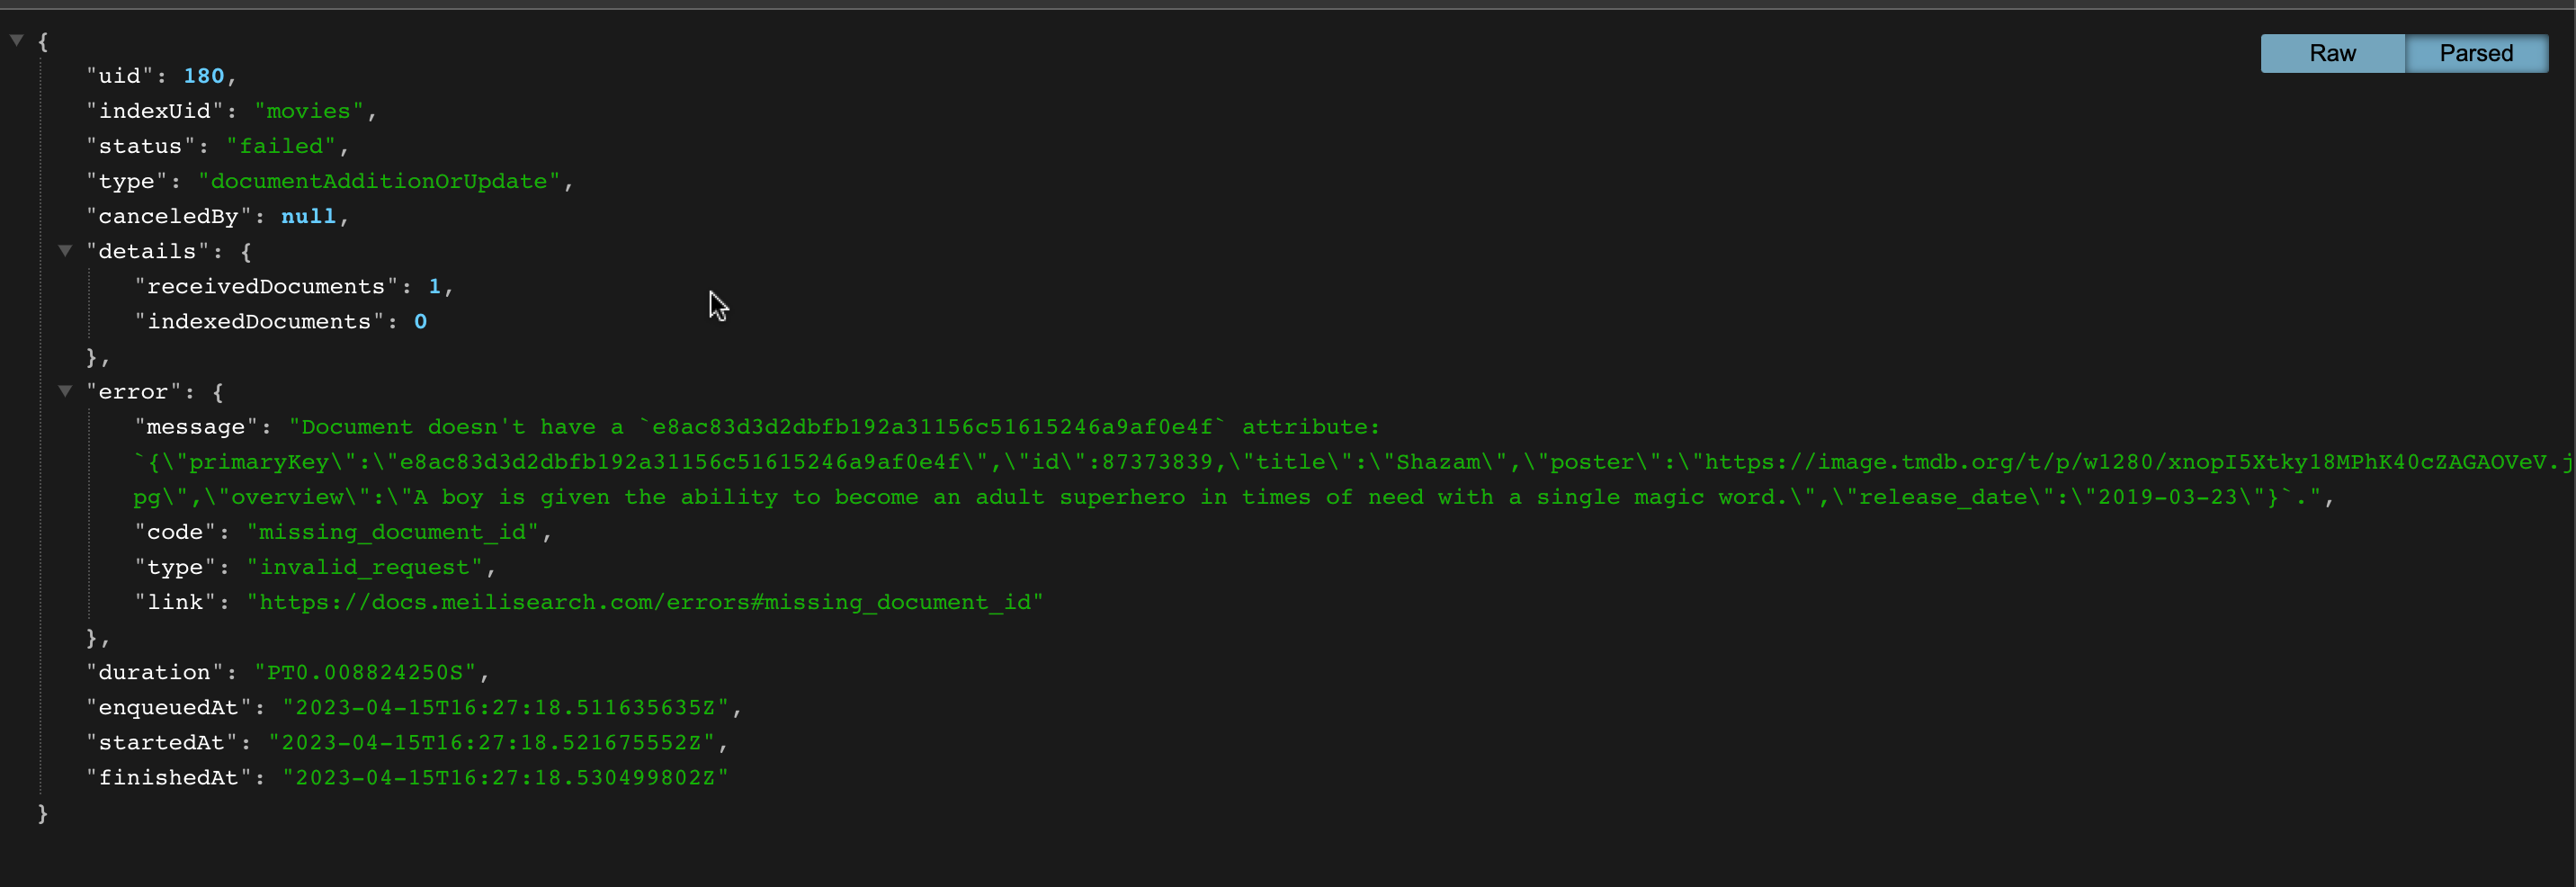 {
Raw Parsed
"uid": 180,
"indexUid": "movies",
"status": "failed",
"type": "documentAdditionOrUpdate",
"canceledBy": null,
"details": {
"receivedDocuments": 1,
"indexedDocuments": 0
},
"error": {
"message": "Document doesn't have a `e8ac83d3d2dbfb192a31156c51615246a9af0e4f` attribute:
`{\"primaryKey\":\"e8ac83d3d2dbfb192a31156c51615246a9af0e4f\",\"id\":87373839,\"title\":\"Shazam\",\"poster\":\"https://image.tmdb.org/t/p/w1280/xnopI5Xtky18MPhK40cZAGAOVeV.j
pg\",\"overview\":\"A boy is given the ability to become an adult superhero in times of need with a single magic word.\",\"release_date\":\"2019-03-23\"}`.",
"code": "missing_document_id",
"type": "invalid_request",
"link": "https://docs.meilisearch.com/errors#missing_document_id"
},
"duration": "PT0.008824250S",
"enqueuedAt": "2023-04-15T16:27:18.511635635Z",
"startedAt": "2023-04-15T16:27:18.521675552Z",
"finishedAt": "2023-04-15T16:27:18.530499802Z"
}